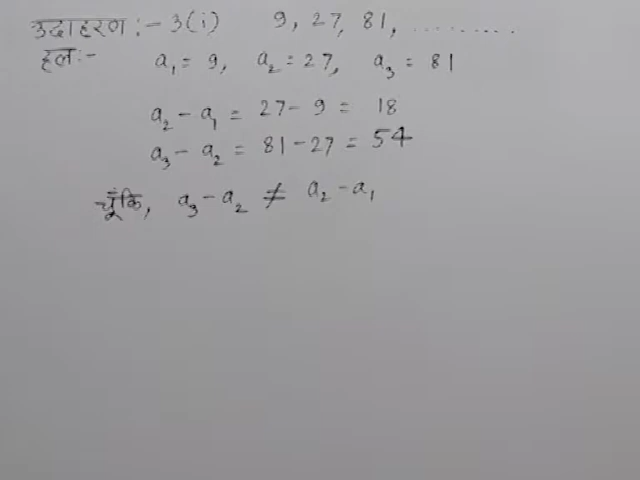 उदाहरण :- 3(i) 9, 27, 81, ..........
हल:- a₁ = 9, a₂ = 27, a₃ = 81
a₂ - a₁ = 27 - 9 = 18
a₃ - a₂ = 81 - 27 = 54
चूँकि, a₃ - a₂ ≠ a₂ - a₁